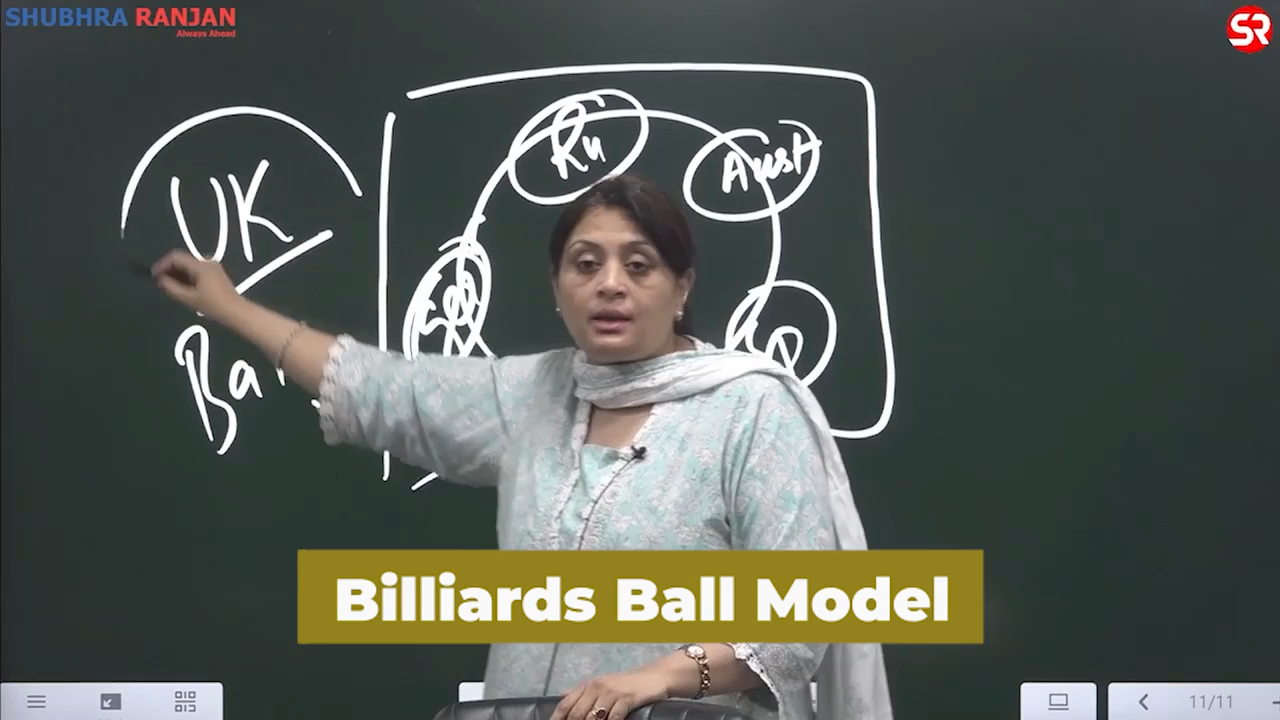 SHUBHRA RANJAN
Always Ahead
SR
Ru
Aust
UK
P
Billiards Ball Model
11/11